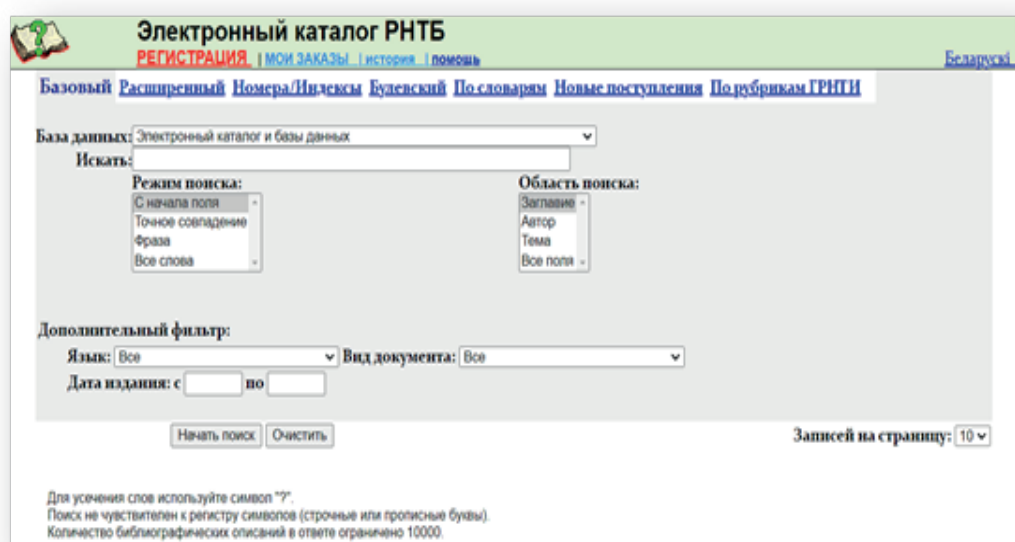 Электронный каталог РНТБ
РЕГИСТРАЦИЯ | МОИ ЗАКАЗЫ | история | помощь
Беларускі
Базовый Расширенный Номера/Индексы Булевский По словарям Новые поступления По рубрикам ГРНТИ
База данных: Электронный каталог и базы данных
Искать:
Режим поиска: Область поиска:
С начала поля Заглавие
Точное совпадение Автор
Фраза Тема
Все слова Все поля
Дополнительный фильтр:
Язык: Все Вид документа: Все
Дата издания: с по
Начать поиск Очистить Записей на страницу: 10
Для усечения слов используйте символ "?".
Поиск не чувствителен к регистру символов (строчные или прописные буквы).
Количество библиографических описаний в ответе ограничено 10000.